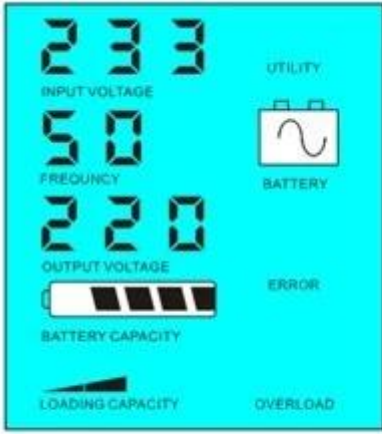 233
INPUT VOLTAGE
UTILITY
50
FREQUNCY
BATTERY
220
OUTPUT VOLTAGE
ERROR
BATTERY CAPACITY
LOADING CAPACITY
OVERLOAD